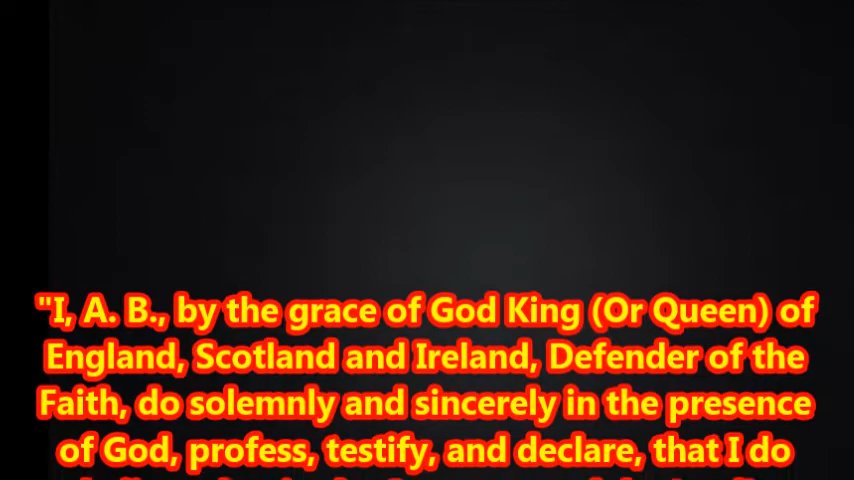 "I, A. B., by the grace of God King (Or Queen) of
England, Scotland and Ireland, Defender of the
Faith, do solemnly and sincerely in the presence
of God, profess, testify, and declare, that I do